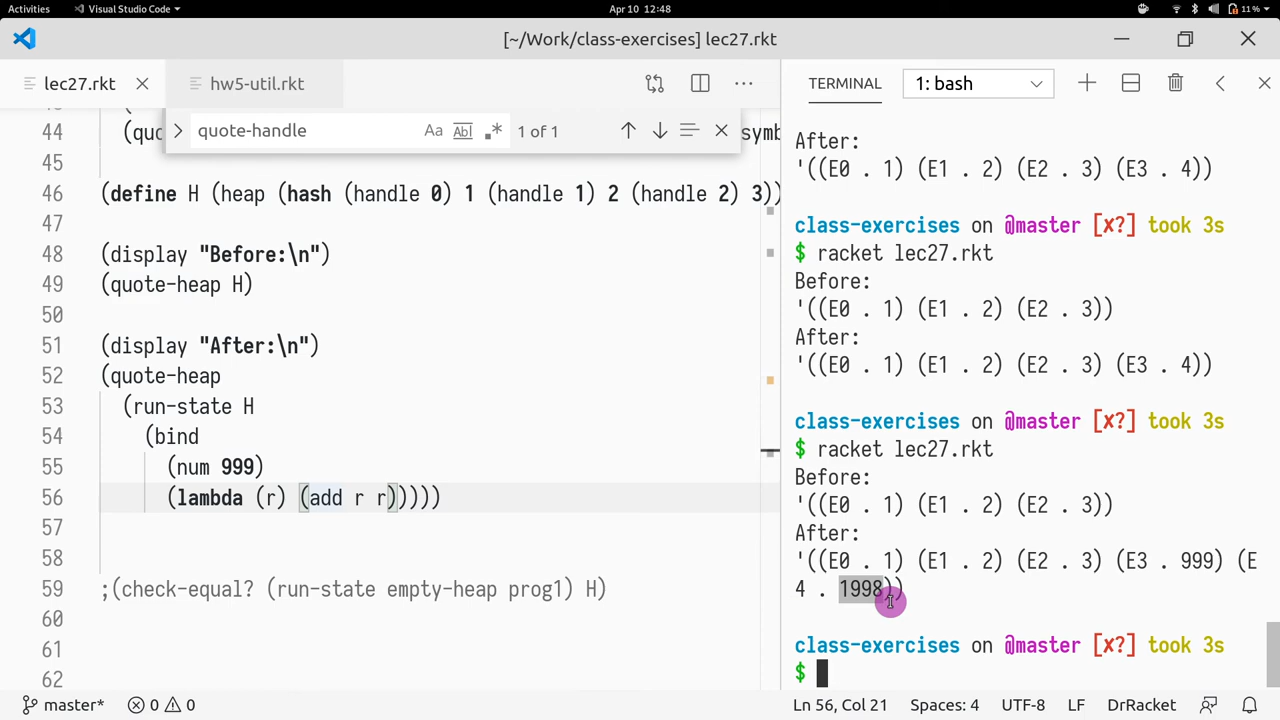 Activities Visual Studio Code Apr 10 12:48 11%
[~/Work/class-exercises] lec27.rkt
lec27.rkt hw5-util.rkt
TERMINAL 1: bash
quote-handle Aa Abl 1 of 1
44 (quo symb
45
46 (define H (heap (hash (handle 0) 1 (handle 1) 2 (handle 2) 3))
47
48 (display "Before:\n")
49 (quote-heap H)
50
51 (display "After:\n")
52 (quote-heap
53 (run-state H
54 (bind
55 (num 999)
56 (lambda (r) (add r r)))))
57
58
59 ;(check-equal? (run-state empty-heap prog1) H)
60
61
62
After:
'((E0 . 1) (E1 . 2) (E2 . 3) (E3 . 4))
class-exercises on @master [✗?] took 3s
$ racket lec27.rkt
Before:
'((E0 . 1) (E1 . 2) (E2 . 3))
After:
'((E0 . 1) (E1 . 2) (E2 . 3) (E3 . 4))
class-exercises on @master [✗?] took 3s
$ racket lec27.rkt
Before:
'((E0 . 1) (E1 . 2) (E2 . 3))
After:
'((E0 . 1) (E1 . 2) (E2 . 3) (E3 . 999) (E
4 . 1998))
class-exercises on @master [✗?] took 3s
$
master* 0 0 Ln 56, Col 21 Spaces: 4 UTF-8 LF DrRacket